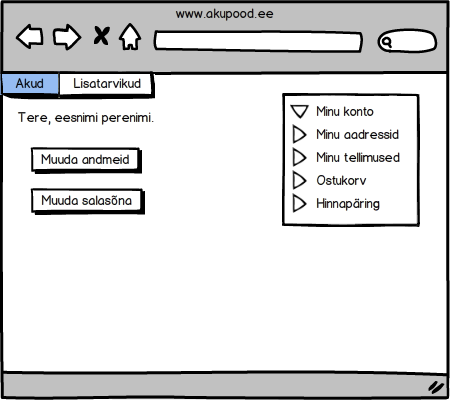 www.akupood.ee
Akud
Lisatarvikud
Tere, eesnimi perenimi.
Muuda andmeid
Muuda salasõna
Minu konto
Minu aadressid
Minu tellimused
Ostukorv
Hinnapäring